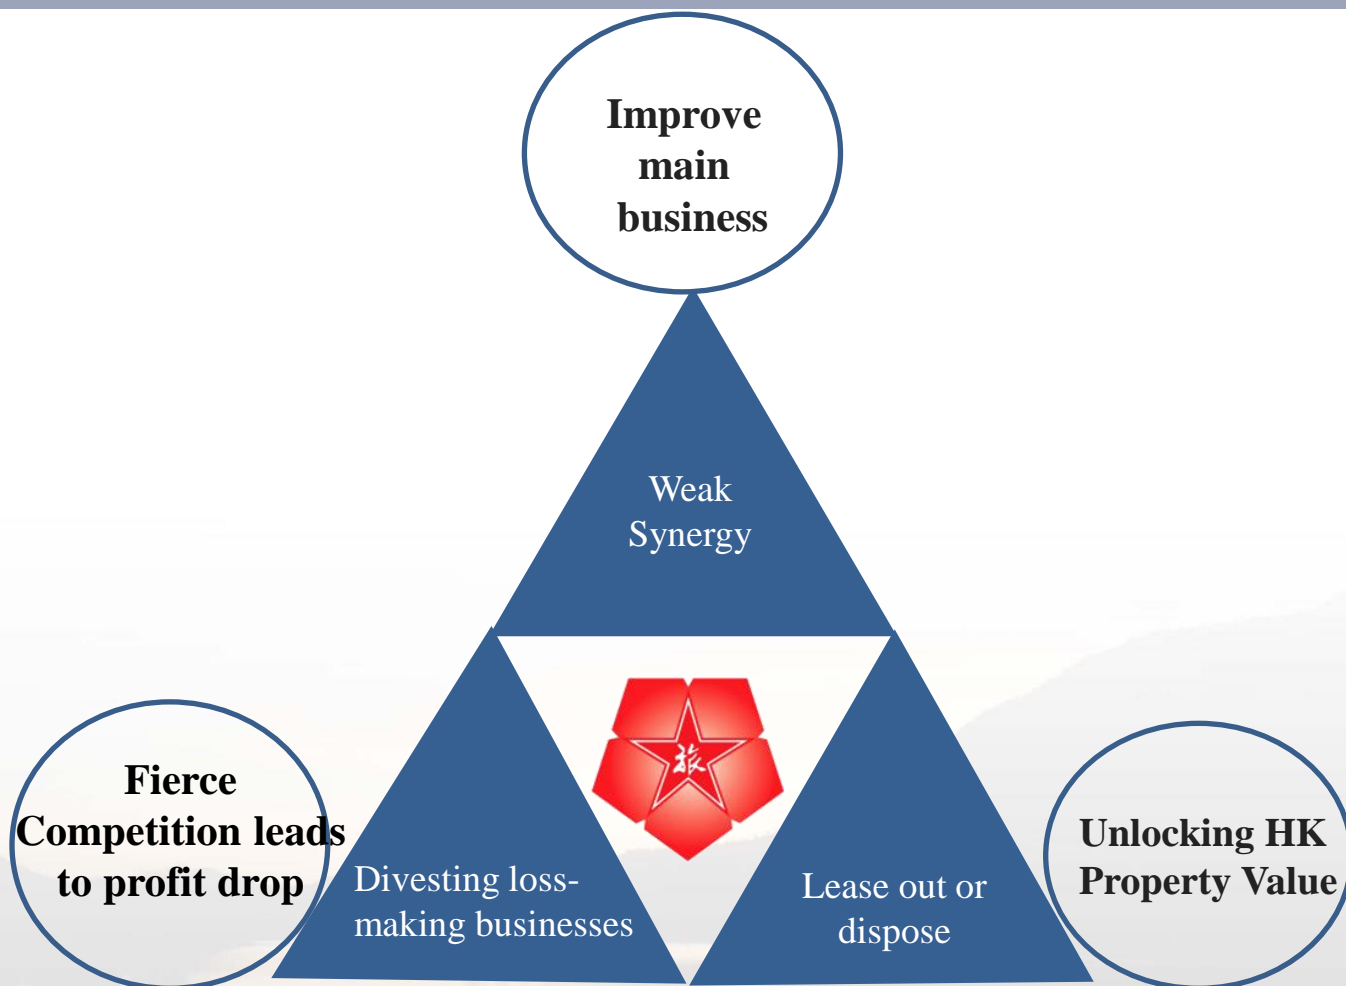 Improve
main
business
Weak
Synergy
旅
Fierce
Competition leads
to profit drop
Divesting loss-
making businesses
Lease out or
dispose
Unlocking HK
Property Value